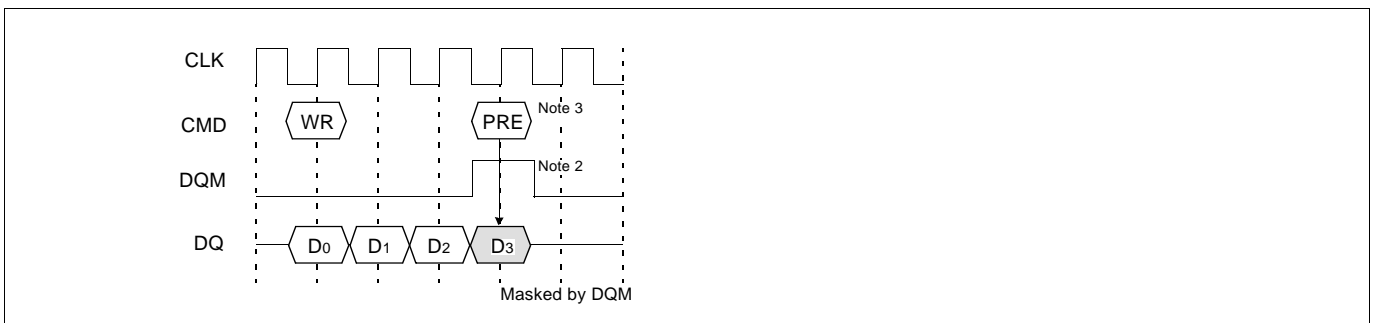 CLK
CMD
WR
PRE
Note 3
DQM
Note 2
DQ
D0
D1
D2
D3
Masked by DQM